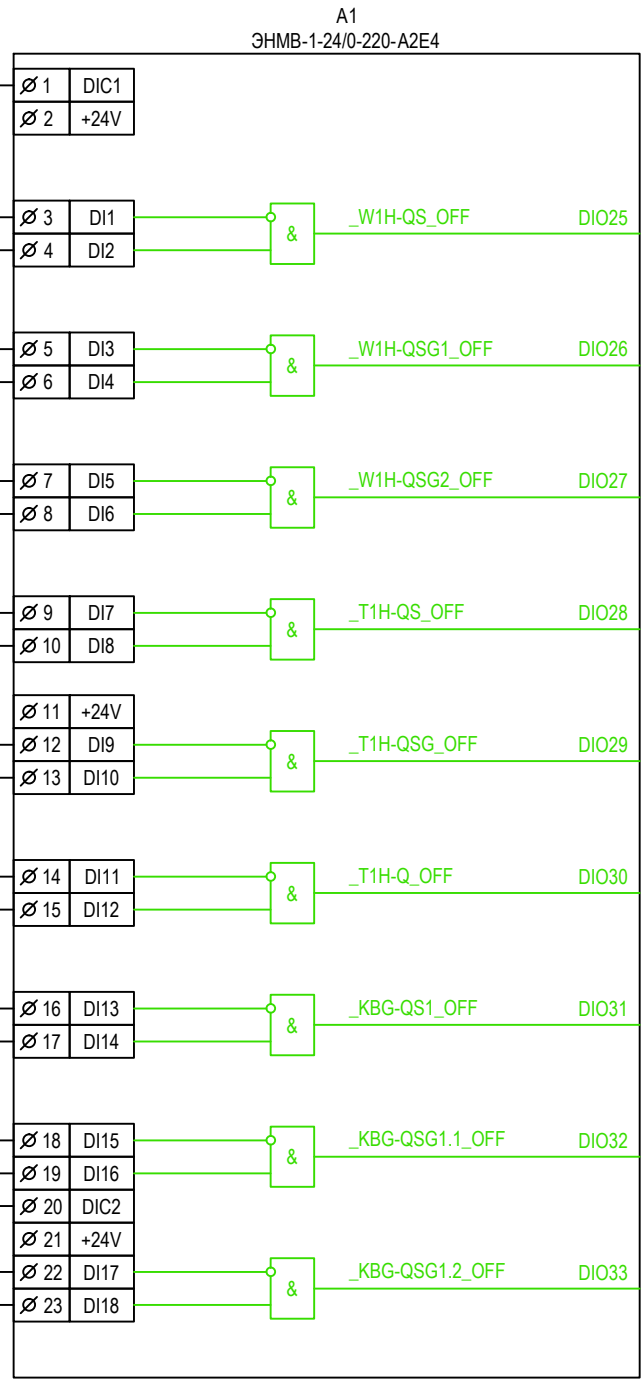 A1
ЭНМВ-1-24/0-220-A2E4
1 DIC1
2 +24V
3 DI1 _W1H-QS_OFF DIO25
& 
4 DI2
5 DI3 _W1H-QSG1_OFF DIO26
&
6 DI4
7 DI5 _W1H-QSG2_OFF DIO27
&
8 DI6
9 DI7 _T1H-QS_OFF DIO28
&
10 DI8
11 +24V
12 DI9 _T1H-QSG_OFF DIO29
&
13 DI10
14 DI11 _T1H-Q_OFF DIO30
&
15 DI12
16 DI13 _KBG-QS1_OFF DIO31
&
17 DI14
18 DI15 _KBG-QSG1.1_OFF DIO32
&
19 DI16
20 DIC2
21 +24V
22 DI17 _KBG-QSG1.2_OFF DIO33
&
23 DI18